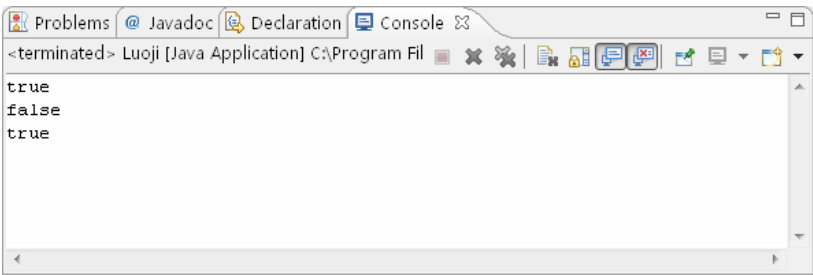 Problems @ Javadoc Declaration Console
<terminated> Luoji [Java Application] C:\Program Fil
true
false
true